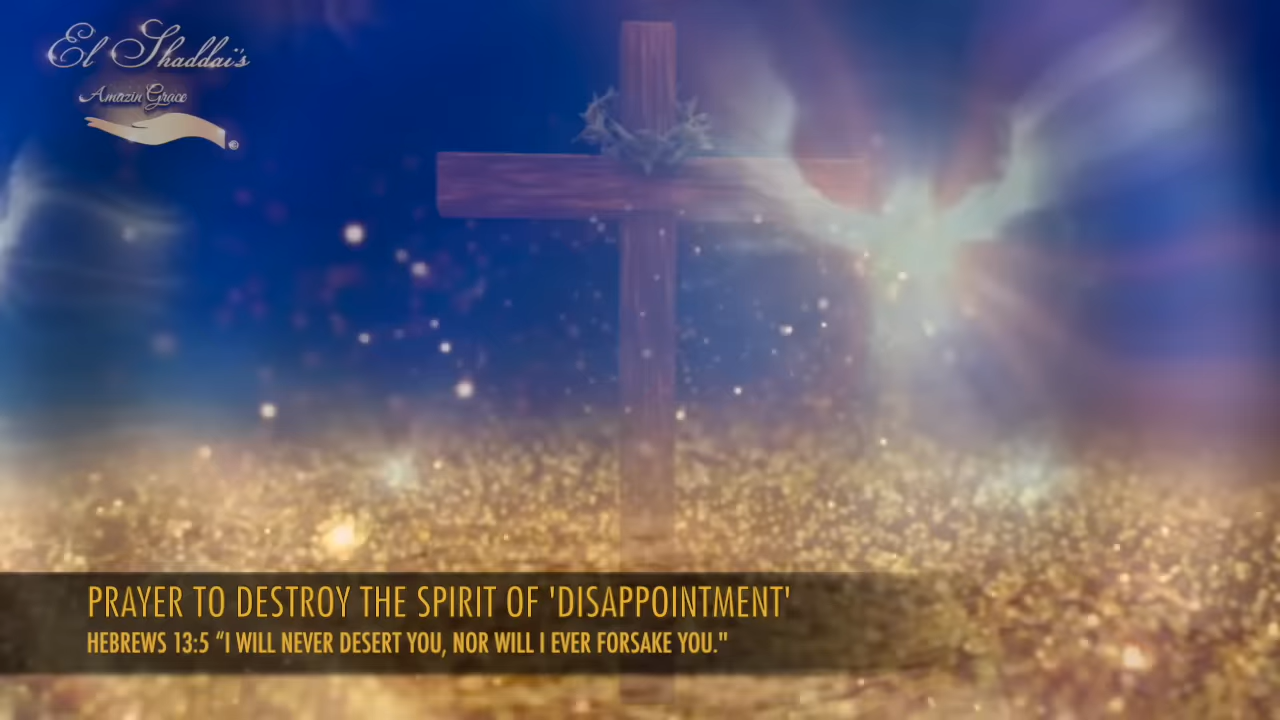 El Shaddai's
Amazin Grace
PRAYER TO DESTROY THE SPIRIT OF 'DISAPPOINTMENT'
HEBREWS 13:5 “I WILL NEVER DESERT YOU, NOR WILL I EVER FORSAKE YOU."